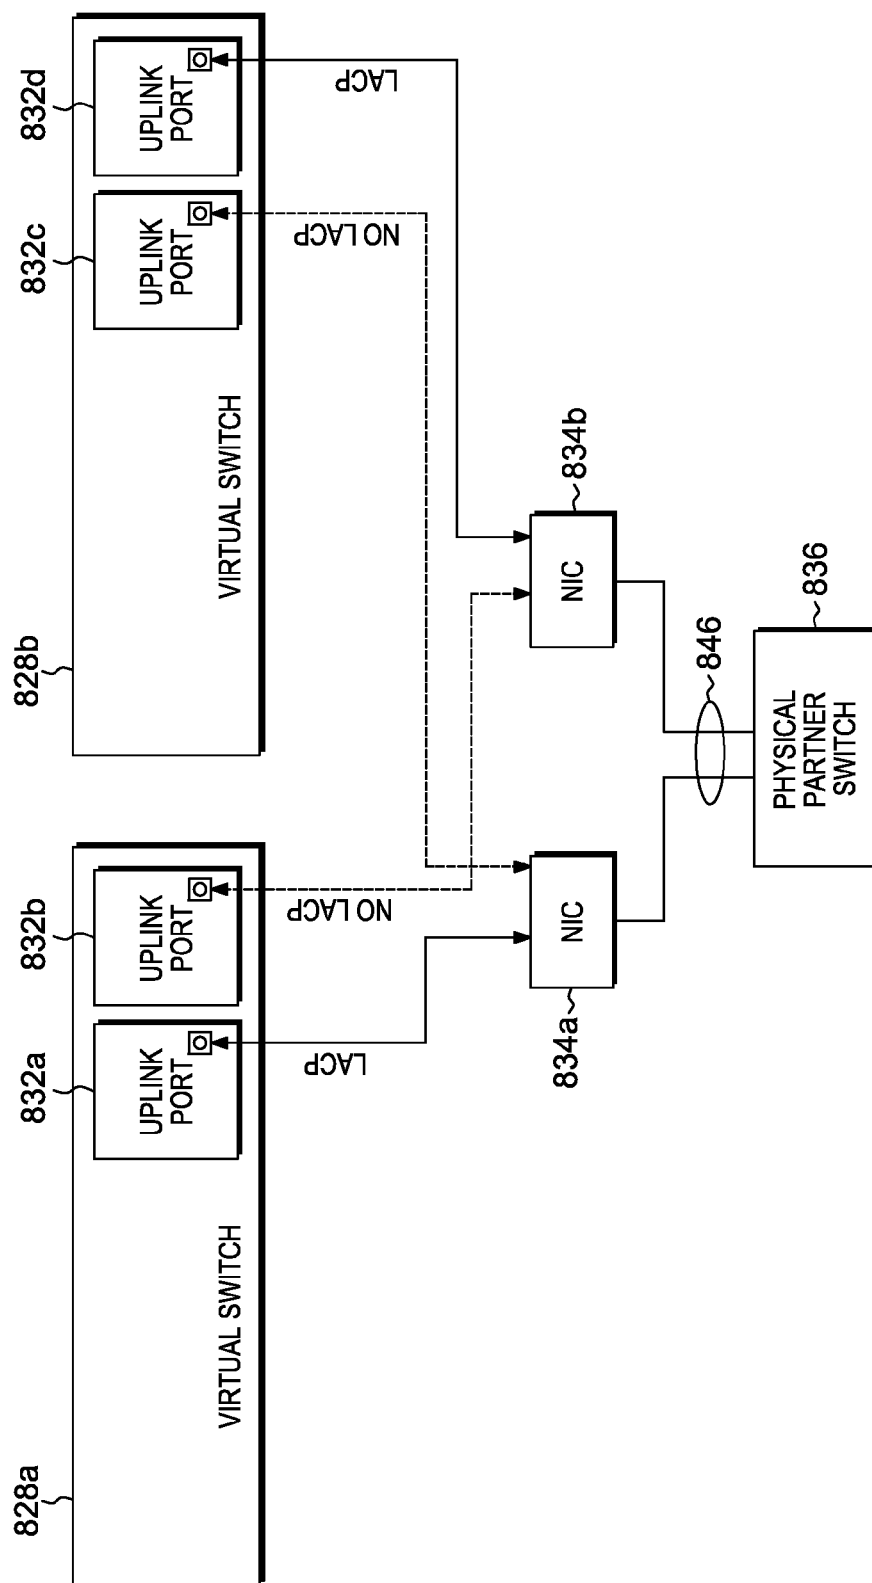 828a
VIRTUAL SWITCH
832a
UPLINK
PORT
832b
UPLINK
PORT
828b
VIRTUAL SWITCH
832c
UPLINK
PORT
832d
UPLINK
PORT
LACP
NO LACP
NO LACP
LACP
834a
NIC
NIC
834b
846
PHYSICAL
PARTNER
SWITCH
836